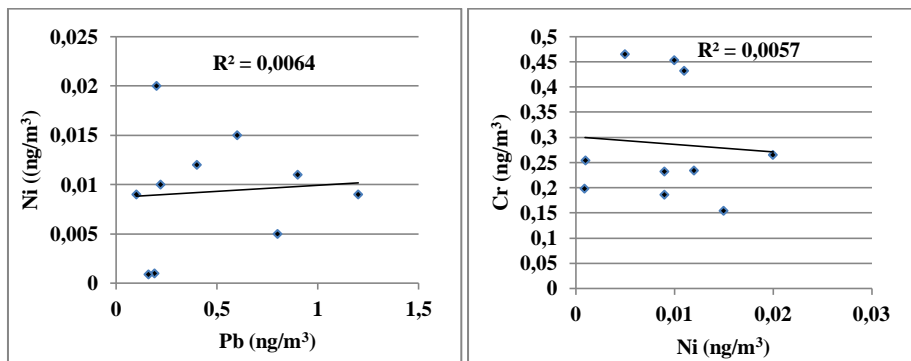 0,025
0,02
0,015
0,01
0,005
0
Ni ((ng/m³)
R² = 0,0064
0 0,5 1 1,5
Pb (ng/m³)
0,5
0,45
0,4
0,35
0,3
0,25
0,2
0,15
0,1
0,05
0
Cr (ng/m³)
R² = 0,0057
0 0,01 0,02 0,03
Ni (ng/m³)